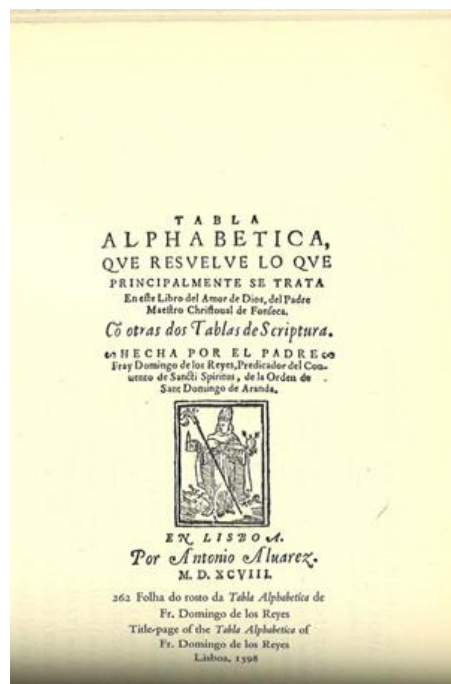 TABLA
ALPHABETICA,
QVE RESVELVE LO QVE
PRINCIPALMENTE SE TRATA
En este Libro del Amor de Dios, del Padre
Maestro Christoual de Fonseca.
Cõ otras dos Tablas de Scriptura.
HECHA POR EL PADRE
Fray Domingo de los Reyes, Predicador del Con-
uento de Sancti Spiritus, de la Orden de
Sant Domingo de Aranda.
EN LISBOA.
Por Antonio Aluarez.
M. D. XCVIII.
262 Folha do rosto da Tabla Alphabetica de
Fr. Domingo de los Reyes
Title-page of the Tabla Alphabetica of
Fr. Domingo de los Reyes
Lisboa, 1598